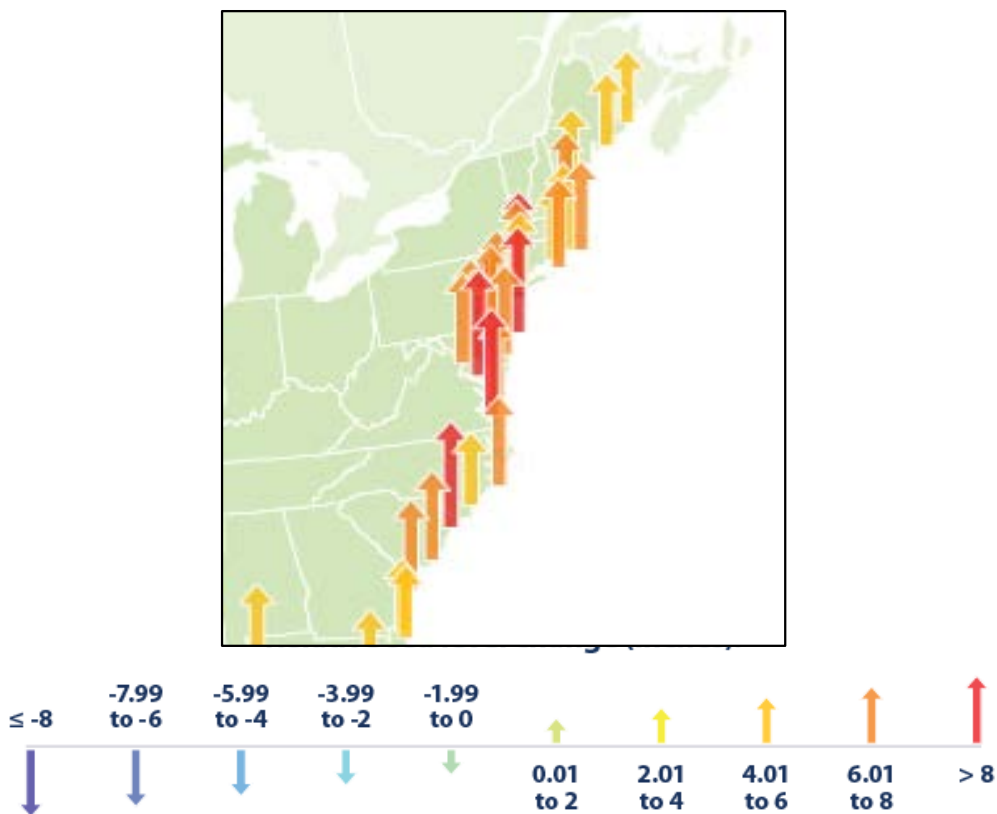 ≤ -8
-7.99
to -6
-5.99
to -4
-3.99
to -2
-1.99
to 0
0.01
to 2
2.01
to 4
4.01
to 6
6.01
to 8
> 8